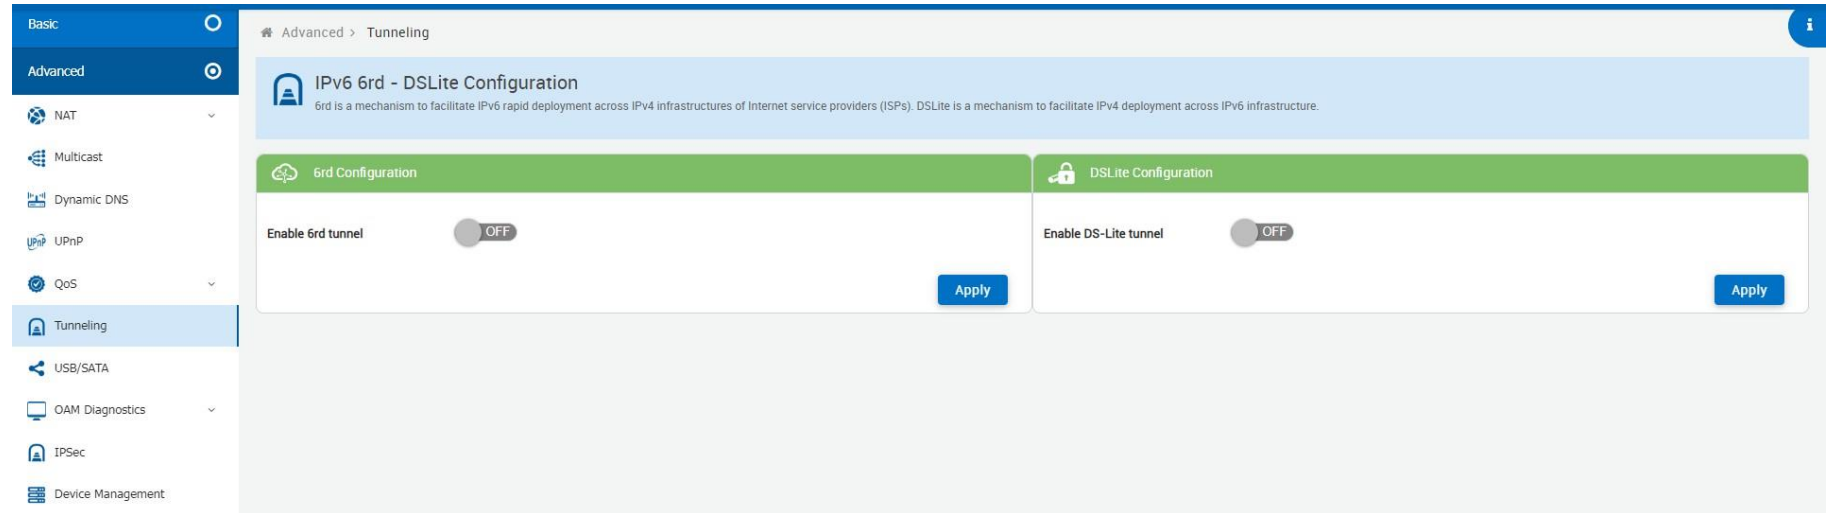 Basic
Advanced
NAT
Multicast
Dynamic DNS
UPnP UPnP
QoS
Tunneling
USB/SATA
OAM Diagnostics
IPSec
Device Management
Advanced > Tunneling
i
IPv6 6rd - DSLite Configuration
6rd is a mechanism to facilitate IPv6 rapid deployment across IPv4 infrastructures of Internet service providers (ISPs). DSLite is a mechanism to facilitate IPv4 deployment across IPv6 infrastructure.
6rd Configuration
Enable 6rd tunnel OFF
Apply
DSLite Configuration
Enable DS-Lite tunnel OFF
Apply